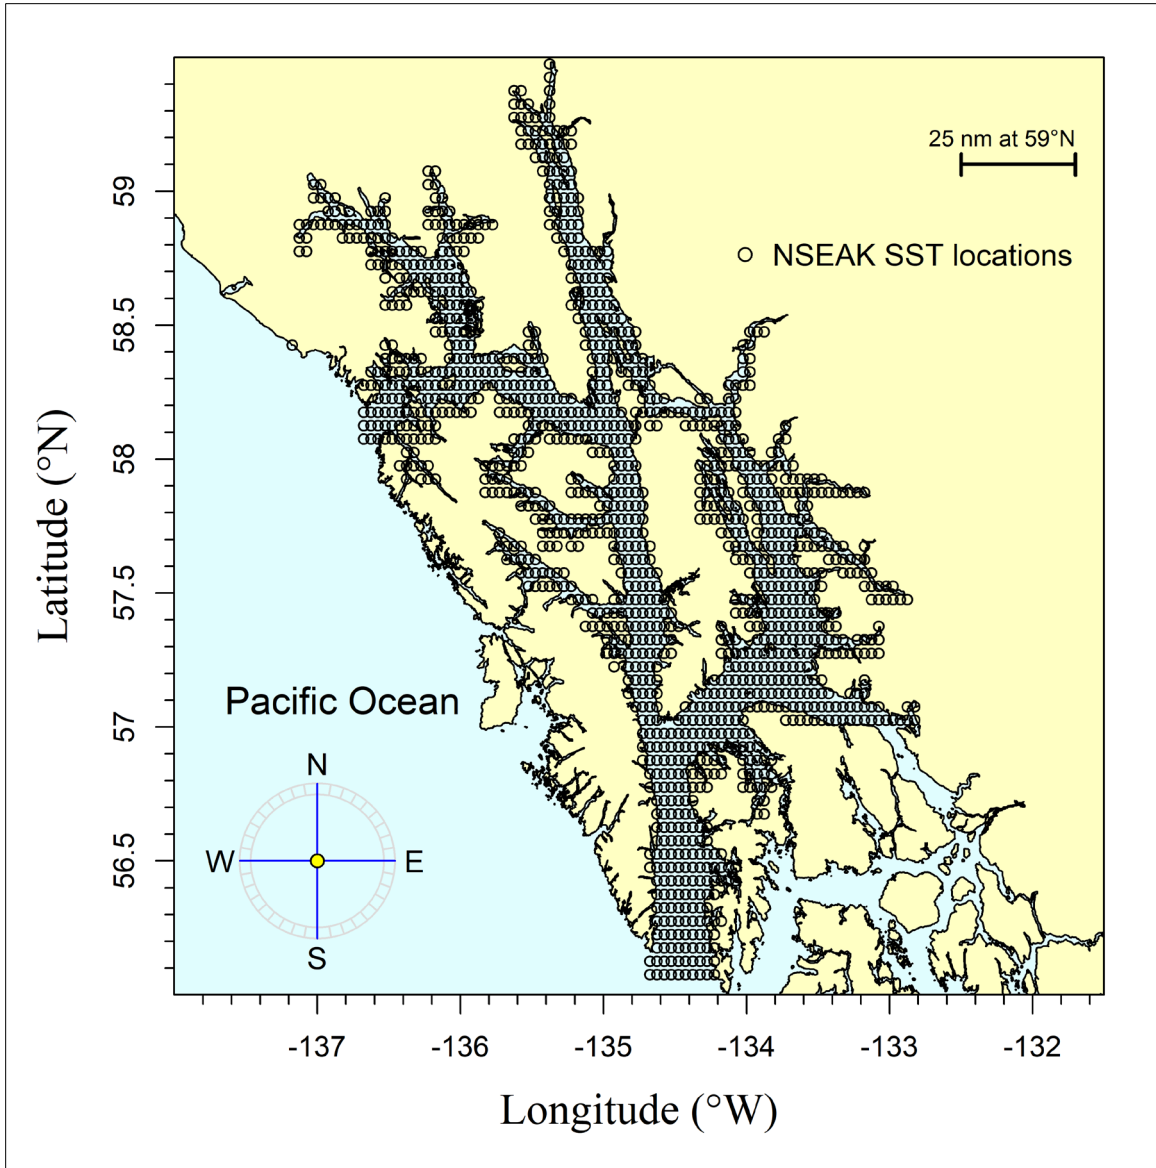 25 nm at 59°N
NSEAK SST locations
59
58.5
58
57.5
57
56.5
Latitude (°N)
Pacific Ocean
N
W
E
S
-137
-136
-135
-134
-133
-132
Longitude (°W)